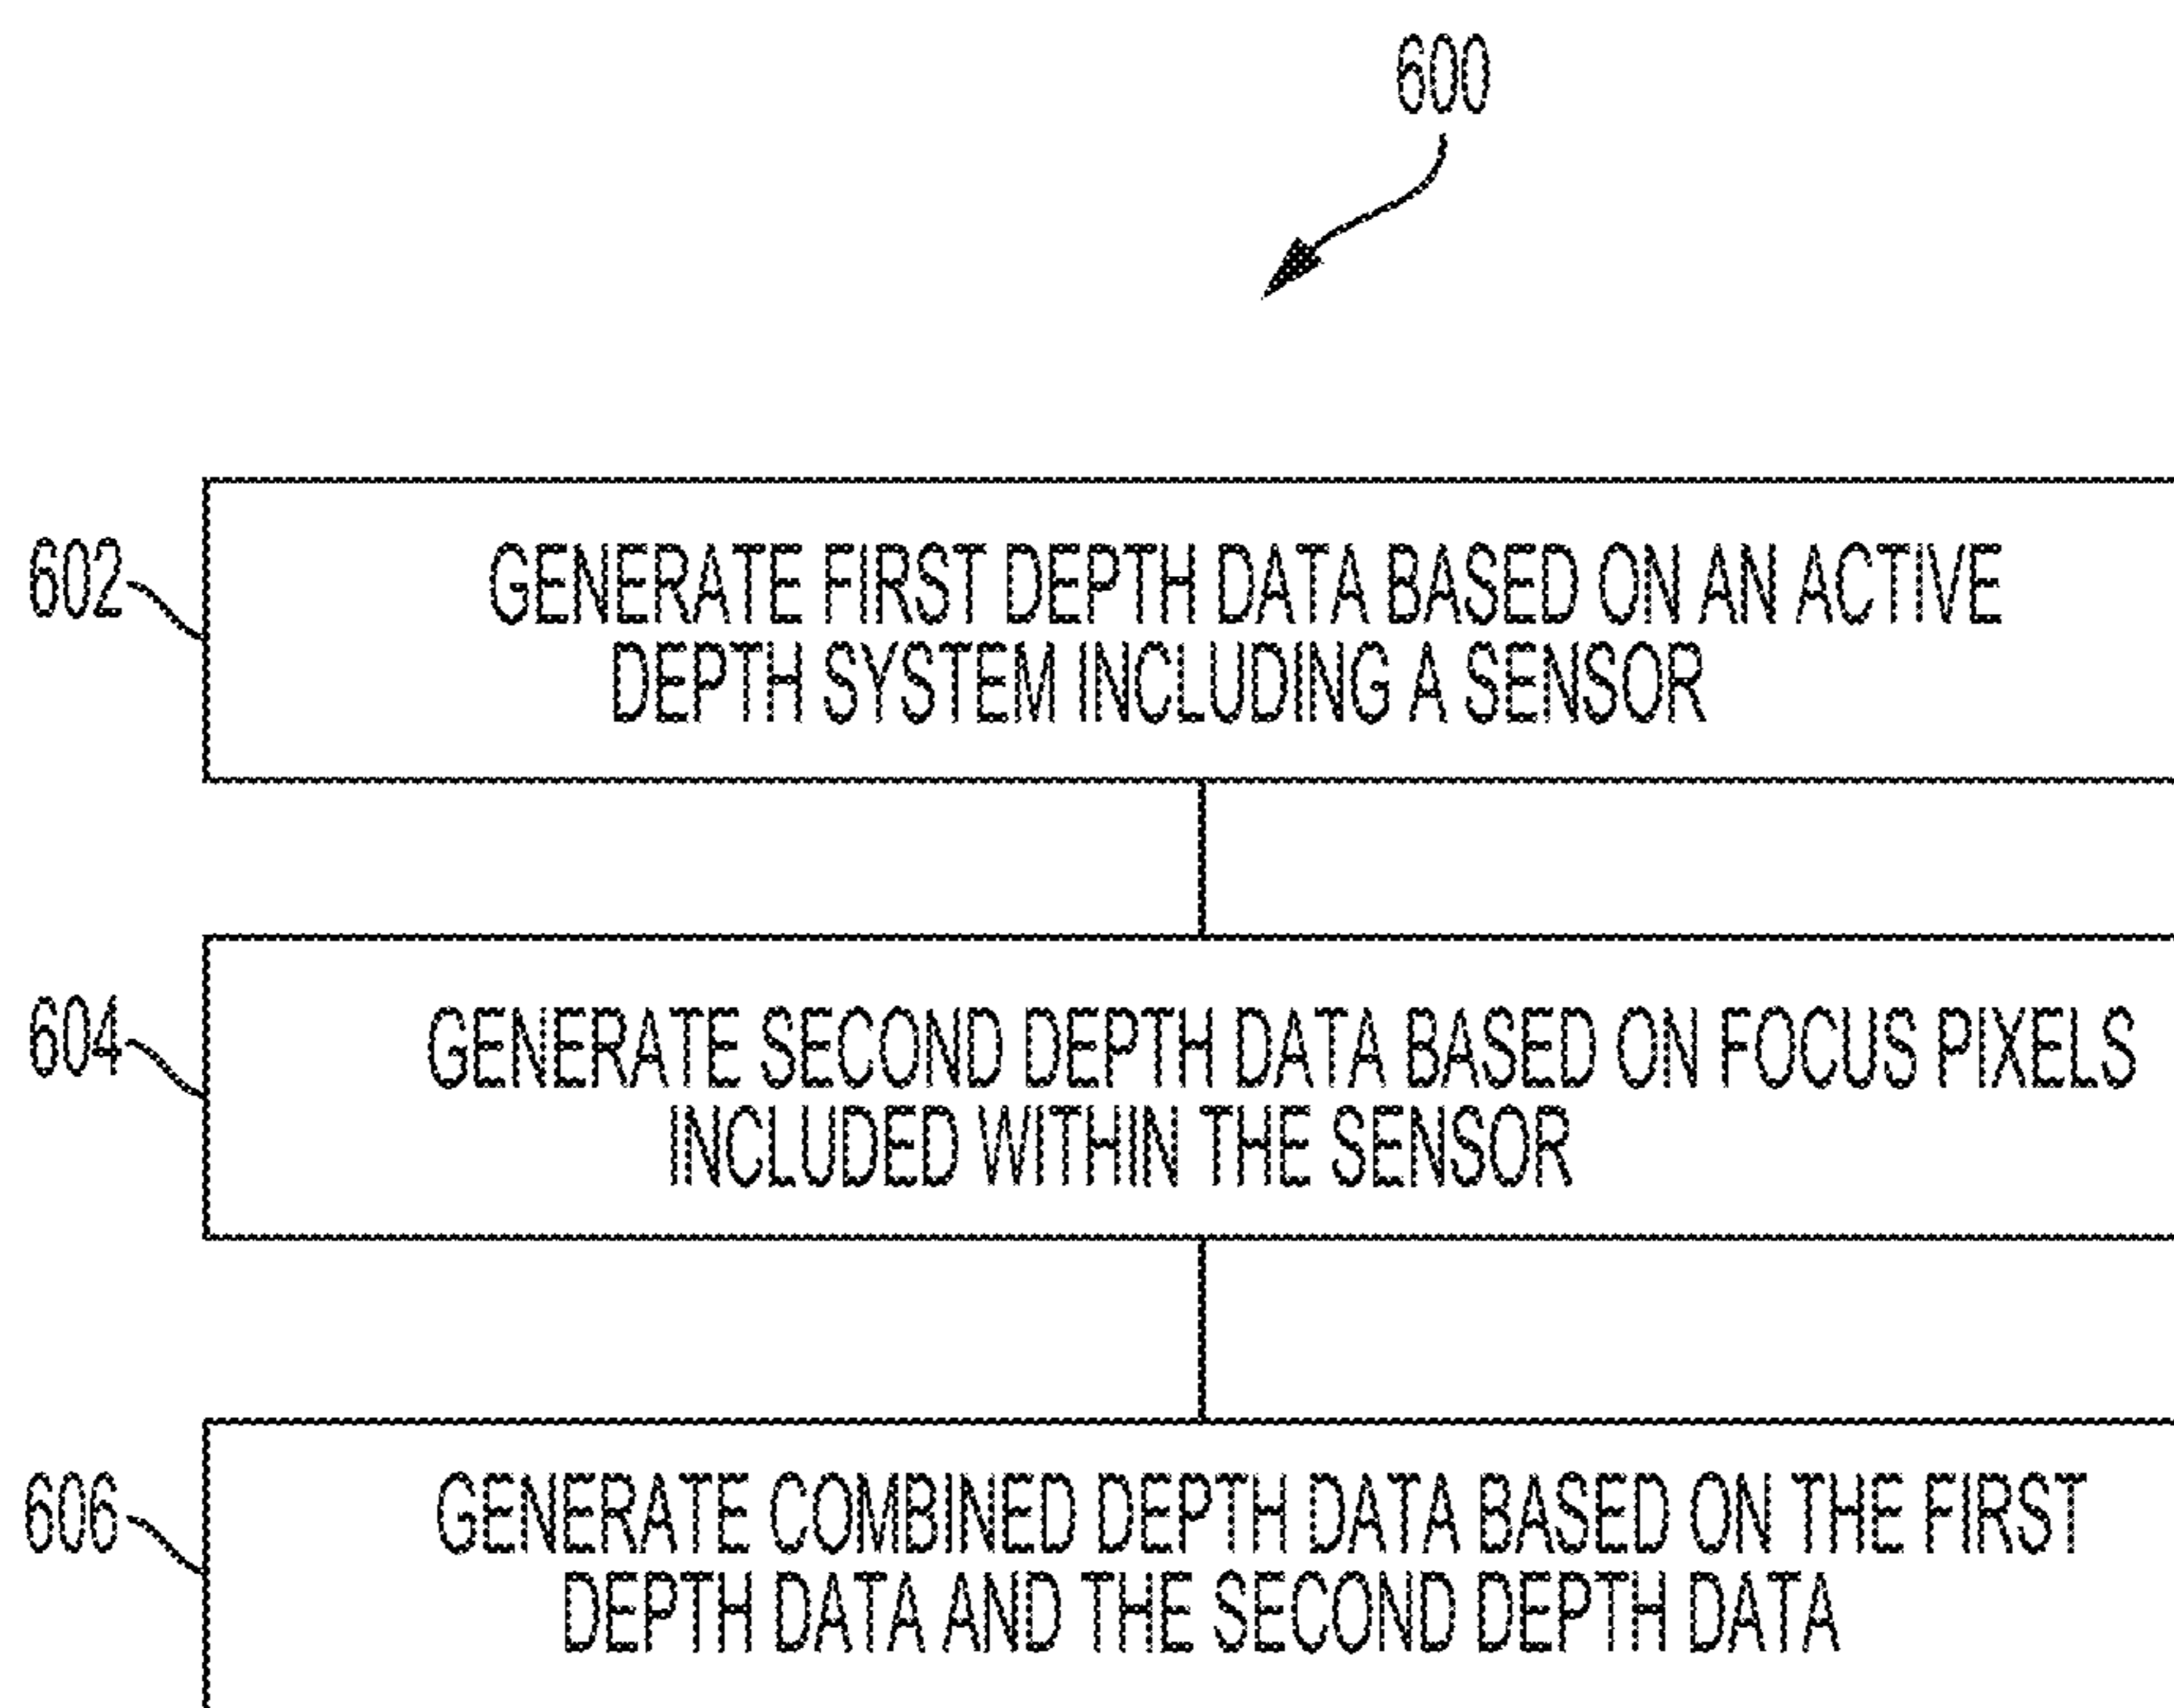 600
602
GENERATE FIRST DEPTH DATA BASED ON AN ACTIVE
DEPTH SYSTEM INCLUDING A SENSOR
604
GENERATE SECOND DEPTH DATA BASED ON FOCUS PIXELS
INCLUDED WITHIN THE SENSOR
606
GENERATE COMBINED DEPTH DATA BASED ON THE FIRST
DEPTH DATA AND THE SECOND DEPTH DATA